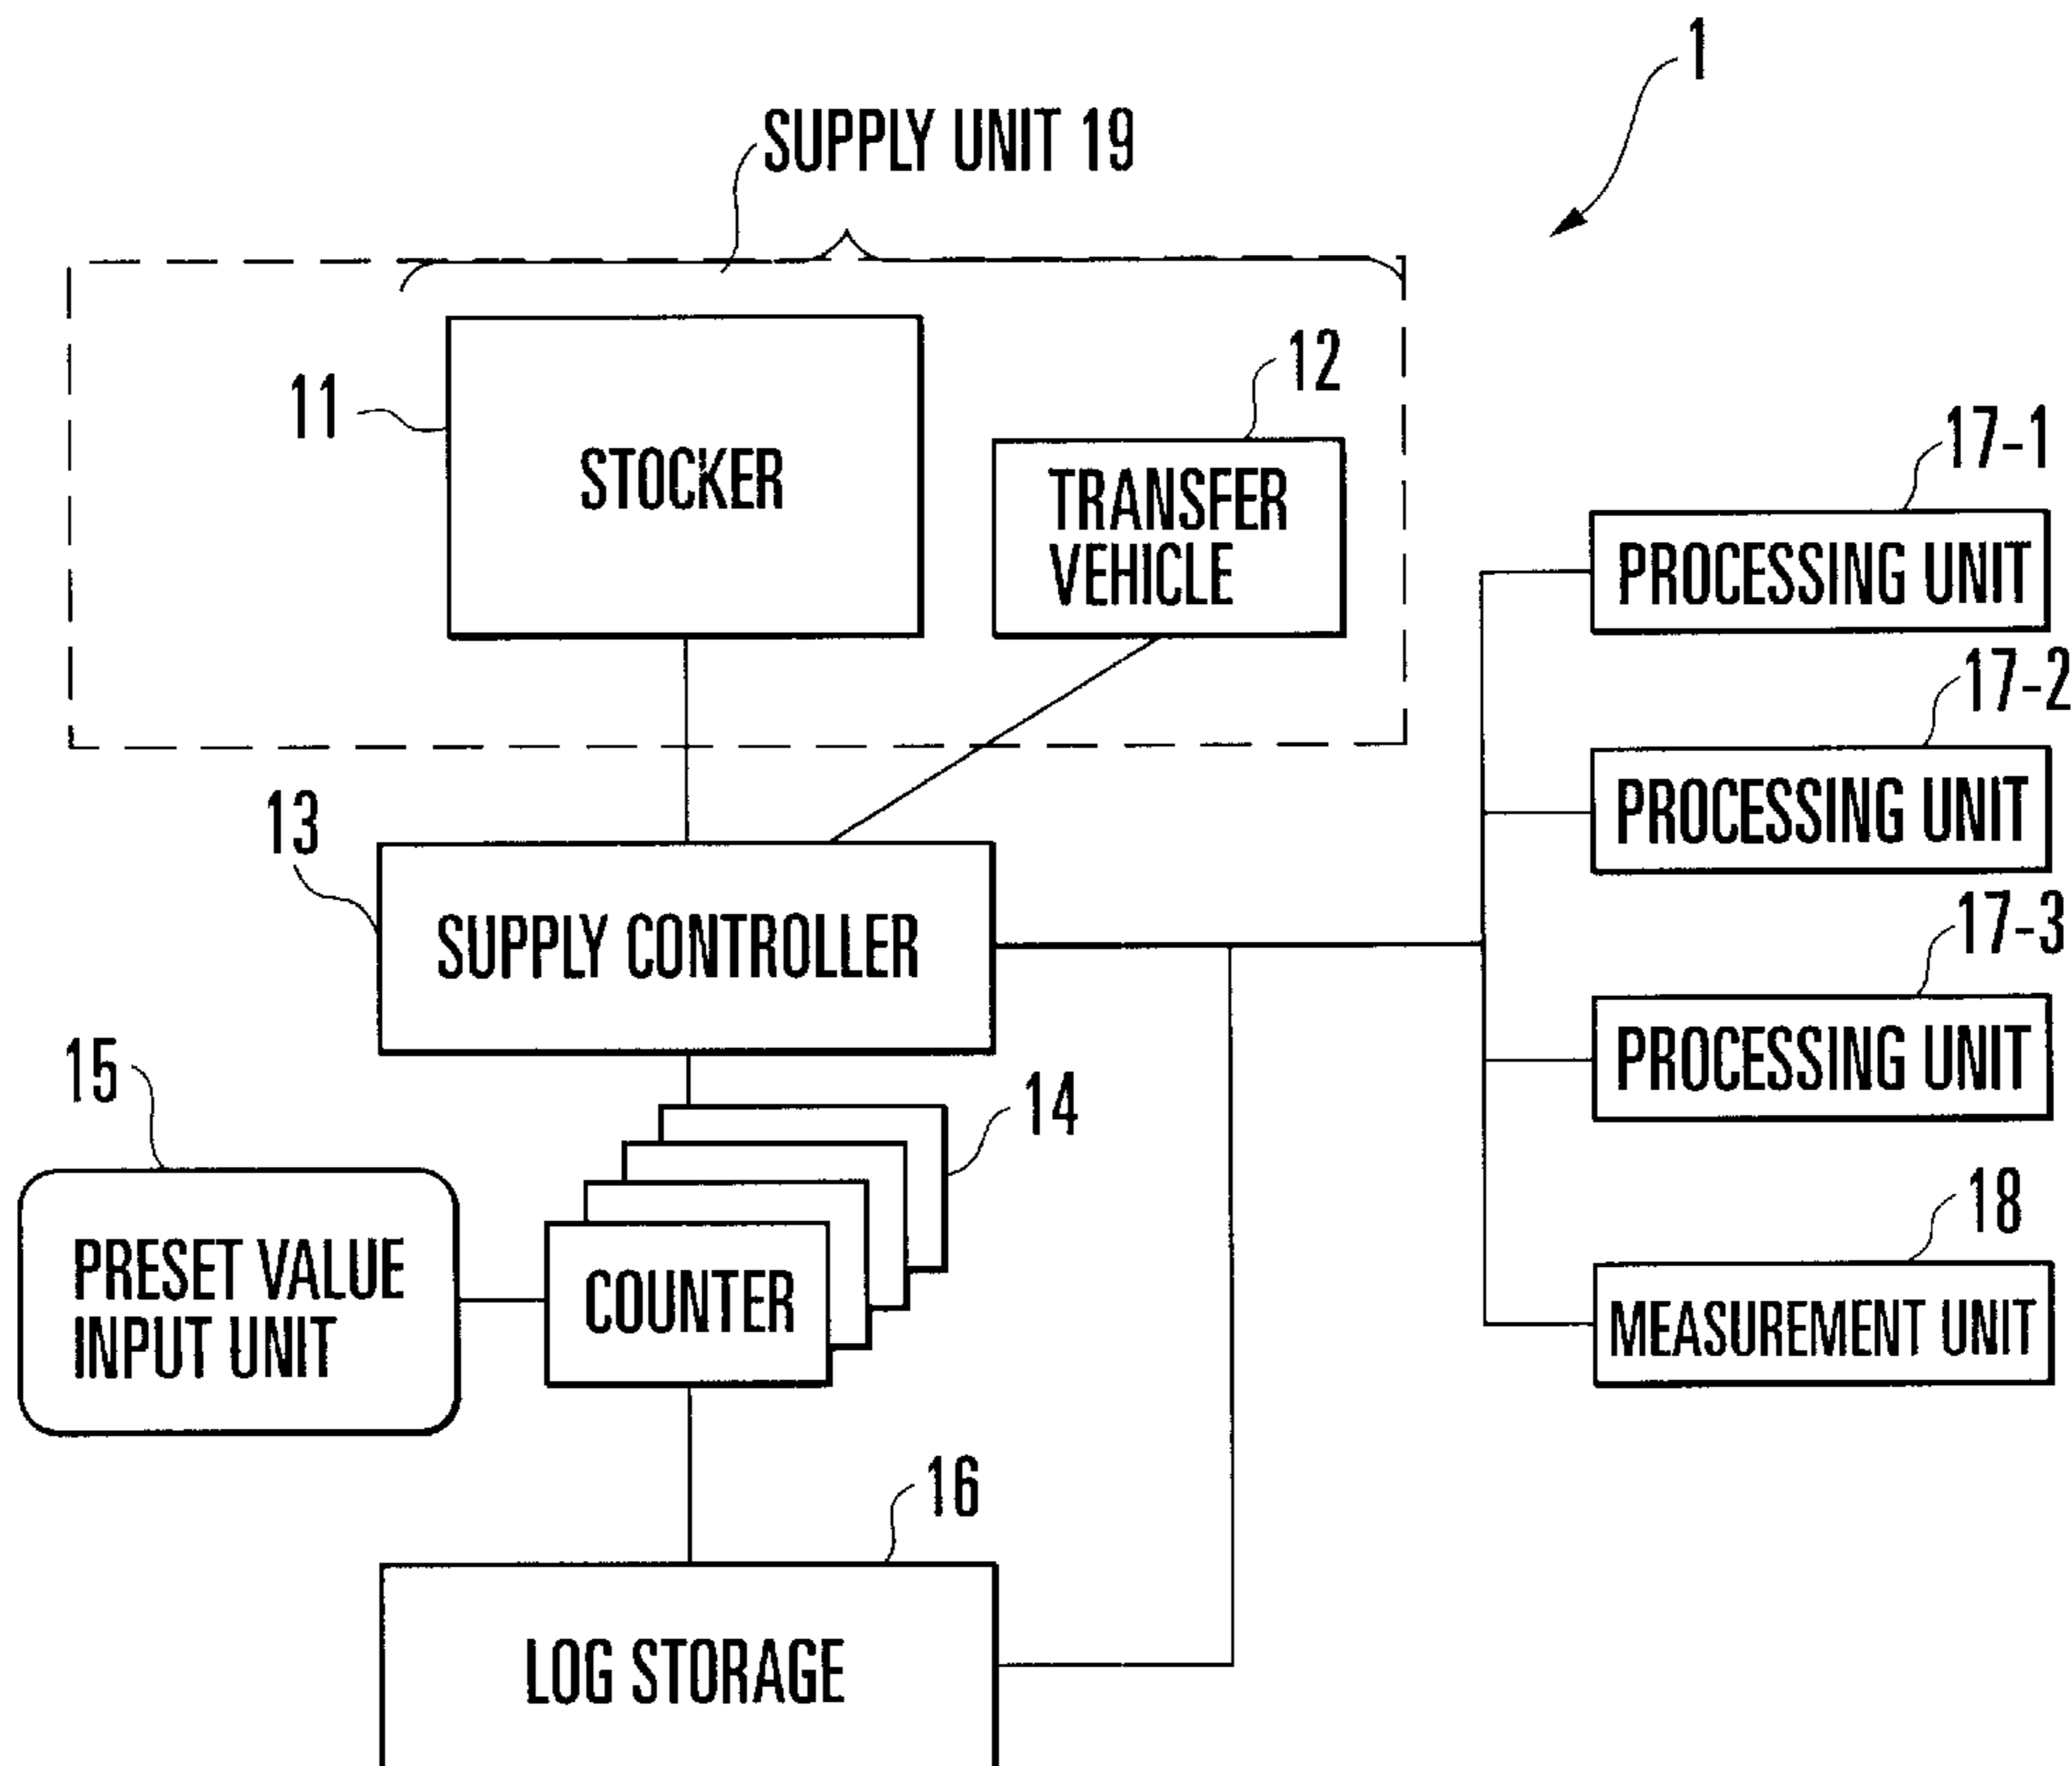 1
SUPPLY UNIT 19
11
STOCKER
12
TRANSFER
VEHICLE
17-1
PROCESSING UNIT
17-2
PROCESSING UNIT
13
SUPPLY CONTROLLER
17-3
PROCESSING UNIT
15
PRESET VALUE
INPUT UNIT
14
COUNTER
18
MEASUREMENT UNIT
16
LOG STORAGE